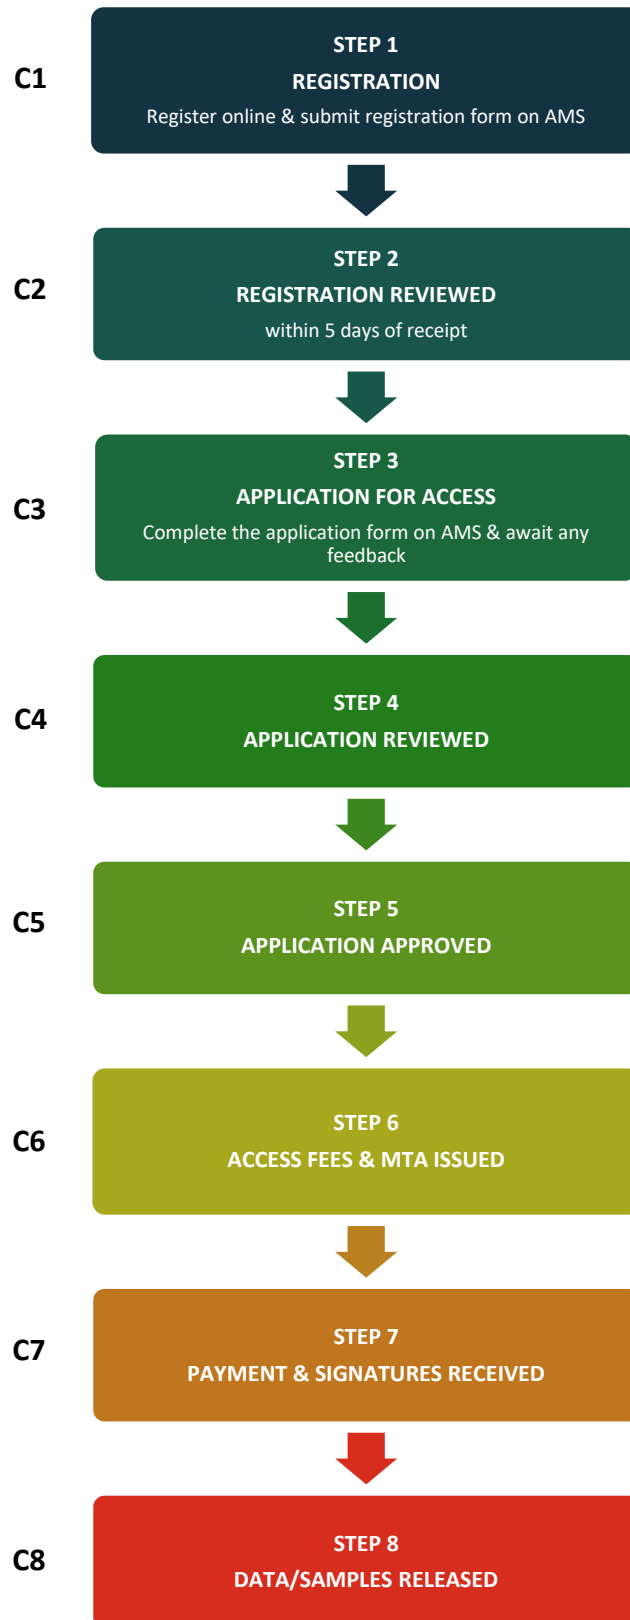 C1
STEP 1
REGISTRATION
Register online & submit registration form on AMS
C2
STEP 2
REGISTRATION REVIEWED
within 5 days of receipt
C3
STEP 3
APPLICATION FOR ACCESS
Complete the application form on AMS & await any
feedback
C4
STEP 4
APPLICATION REVIEWED
C5
STEP 5
APPLICATION APPROVED
C6
STEP 6
ACCESS FEES & MTA ISSUED
C7
STEP 7
PAYMENT & SIGNATURES RECEIVED
C8
STEP 8
DATA/SAMPLES RELEASED